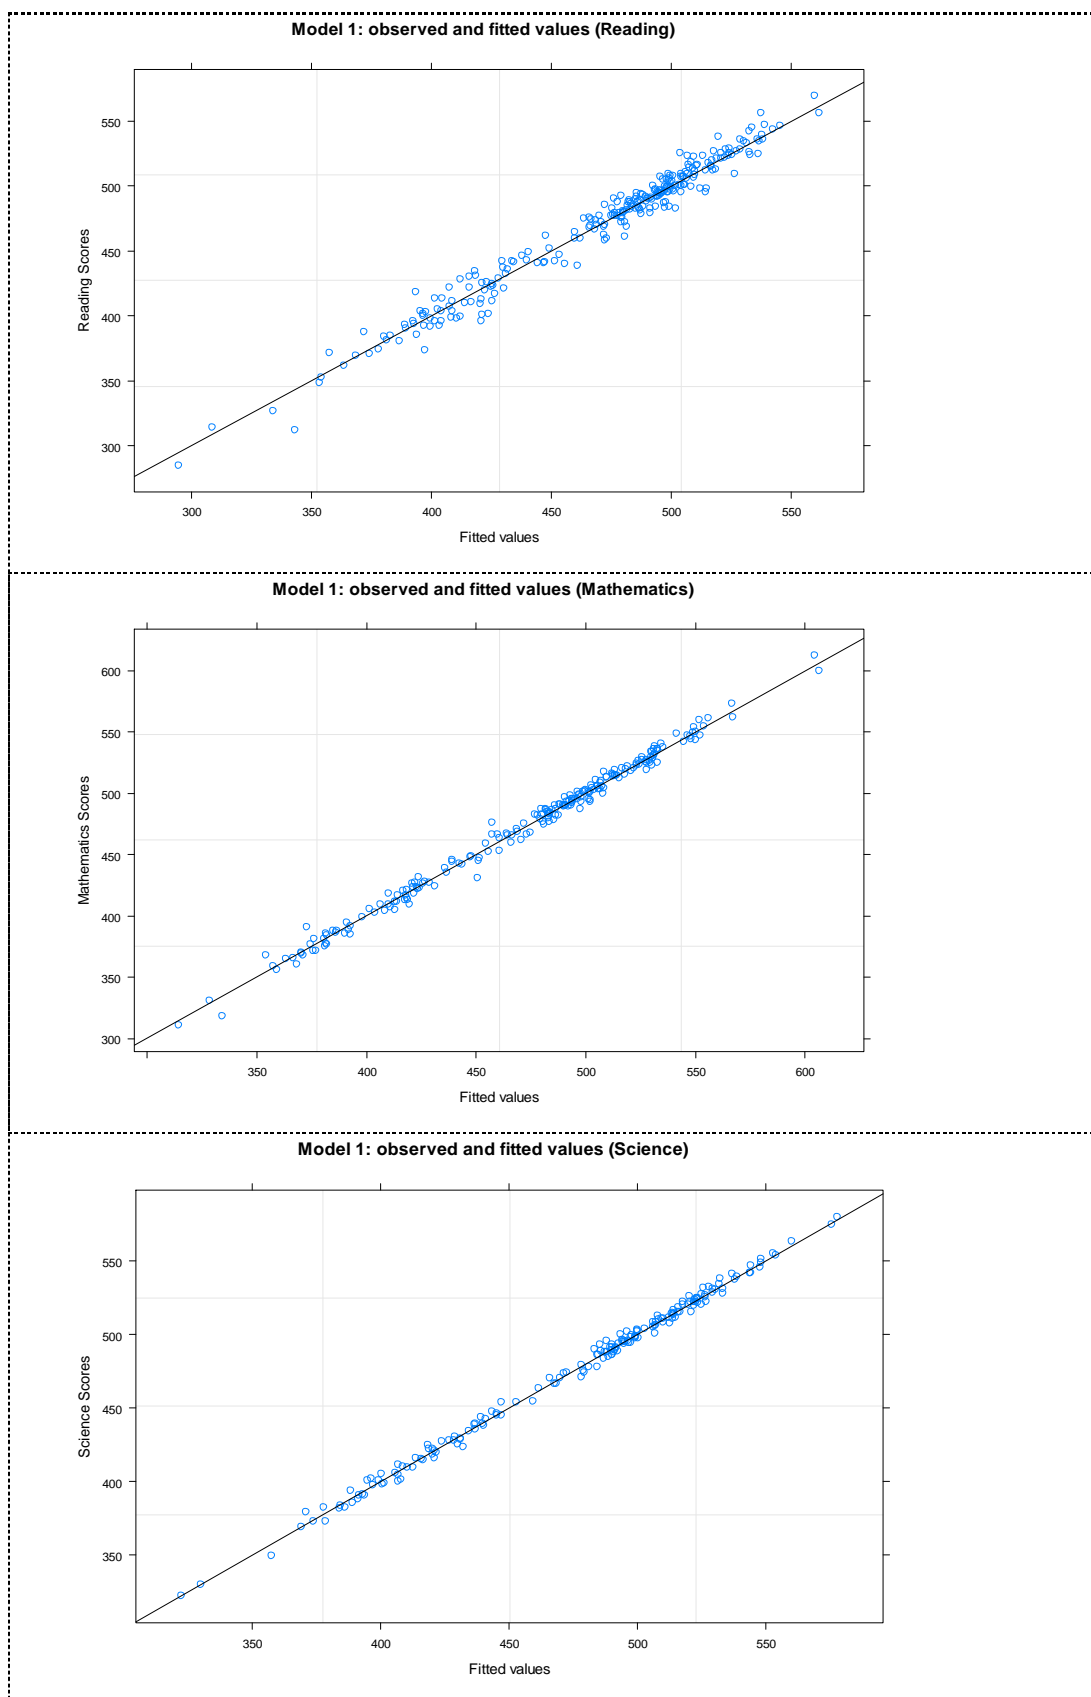 Model 1: observed and fitted values (Reading)
550
500
450
400
350
300
Reading Scores
300 350 400 450 500 550
Fitted values
Model 1: observed and fitted values (Mathematics)
600
550
500
450
400
350
300
Mathematics Scores
350 400 450 500 550 600
Fitted values
Model 1: observed and fitted values (Science)
550
500
450
400
350
Science Scores
350 400 450 500 550
Fitted values